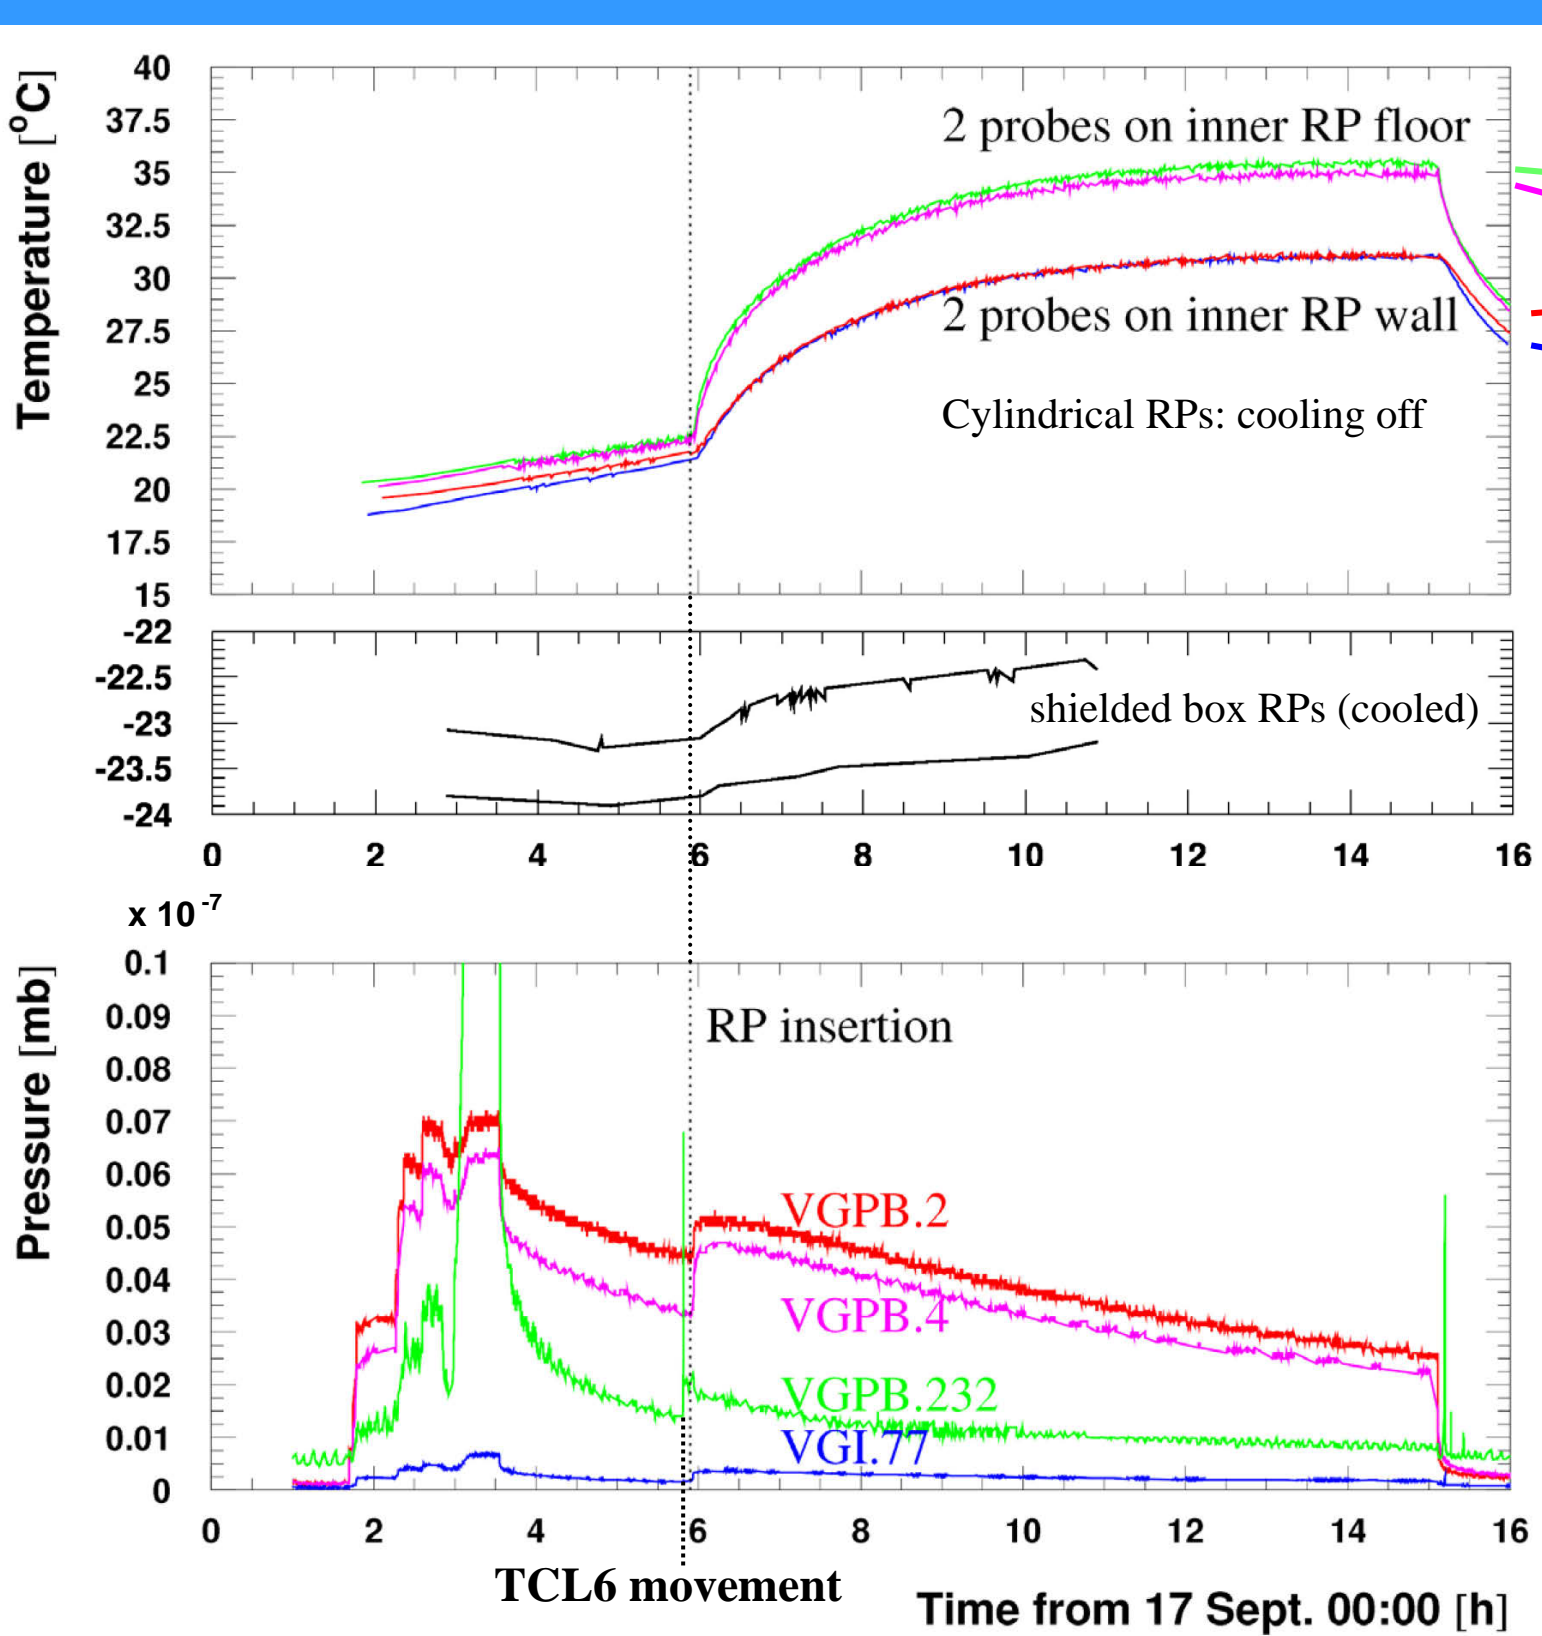 Temperature [°C]
40
37.5
35
32.5
30
27.5
25
22.5
20
17.5
15
2 probes on inner RP floor
2 probes on inner RP wall
Cylindrical RPs: cooling off
-22
-22.5
-23
-23.5
-24
shielded box RPs (cooled)
0 2 4 6 8 10 12 14 16
x 10 -7
Pressure [mb]
0.1
0.09
0.08
0.07
0.06
0.05
0.04
0.03
0.02
0.01
0
RP insertion
VGPB.2
VGPB.4
VGPB.232
VGI.77
0 2 4 6 8 10 12 14 16
TCL6 movement
Time from 17 Sept. 00:00 [h]